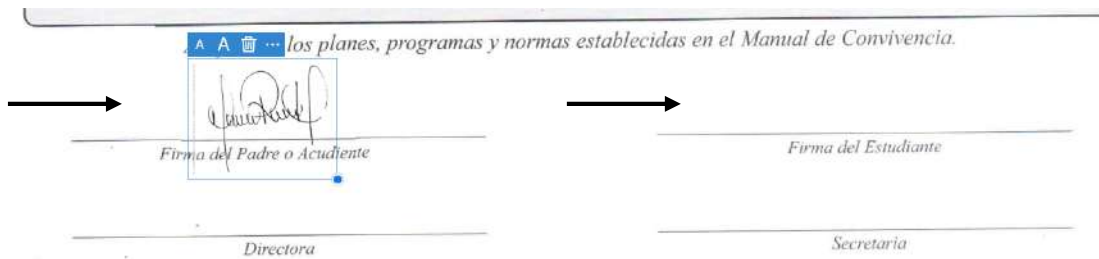 A A ... los planes, programas y normas establecidas en el Manual de Convivencia.
Firma del Padre o Acudiente
Firma del Estudiante
Directora
Secretaria